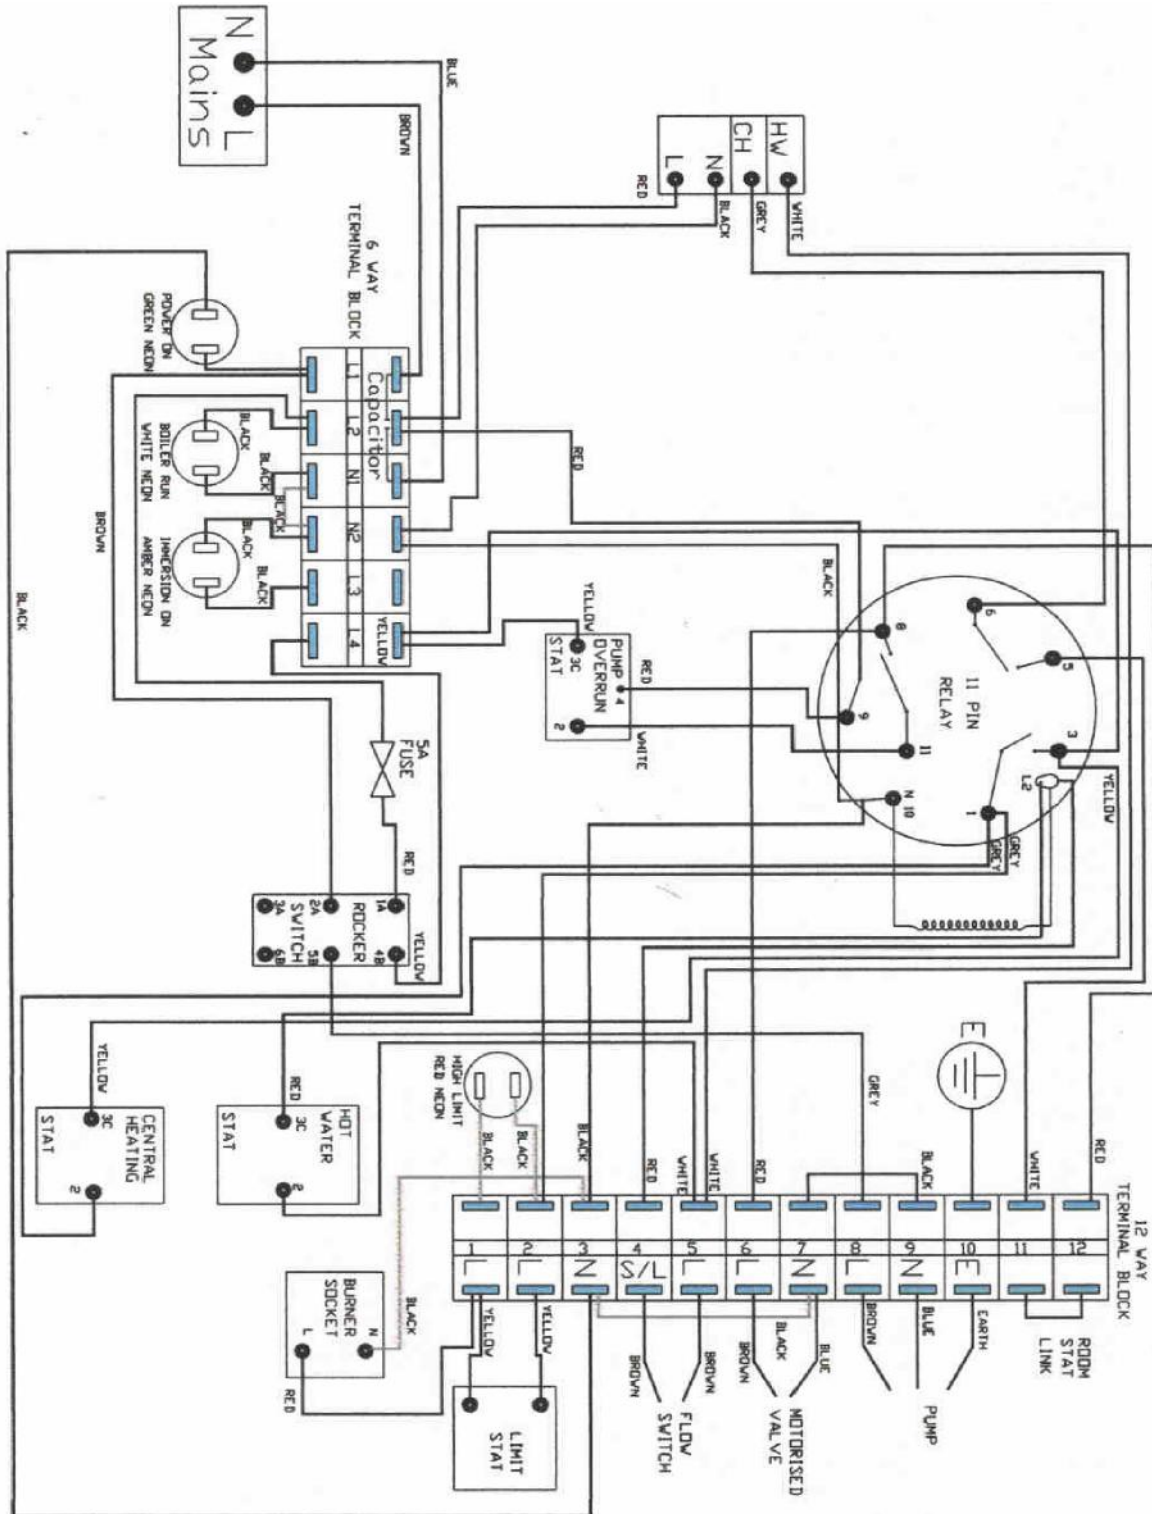 N L
Mains
BLUE
BROWN
HW
CH
N
L
WHITE
GREY
BLACK
RED
6 WAY
TERMINAL BLOCK
POWER ON
GREEN NEON
BOILER RUN
WHITE NEON
IMMERSION ON
AMBER NEON
BLACK
BLACK
BLACK
BLACK
BLACK
L1
L2
N1
N2
L3
L4
Capacitor
YELLOW
RED
BLACK
BROWN
BLACK
YELLOW
3C
PUMP
OVERRUN
STAT
4
2
RED
WHITE
11 PIN
RELAY
6
5
8
3
9
11
N
10
1
L2
YELLOW
GREY
GREY
5A
FUSE
RED
ROCKER
SWITCH
1A
2A
3A
4B
5B
6B
YELLOW
YELLOW
3C
CENTRAL
HEATING
STAT
2
RED
3C
HOT
WATER
STAT
2
HIGH LIMIT
RED NEON
BLACK
BLACK
BLACK
RED
WHITE
WHITE
RED
GREY
BLACK
E
WHITE
RED
12 WAY
TERMINAL BLOCK
1
2
3
4
5
6
7
8
9
10
11
12
L
L
N
S/L
L
L
N
L
N
E
BURNER
SOCKET
L
N
BLACK
RED
YELLOW
YELLOW
LIMIT
STAT
BROWN
BROWN
FLOW
SWITCH
BROWN
BLACK
BLUE
MOTORISED
VALVE
BROWN
BLUE
EARTH
PUMP
ROOM
STAT
LINK